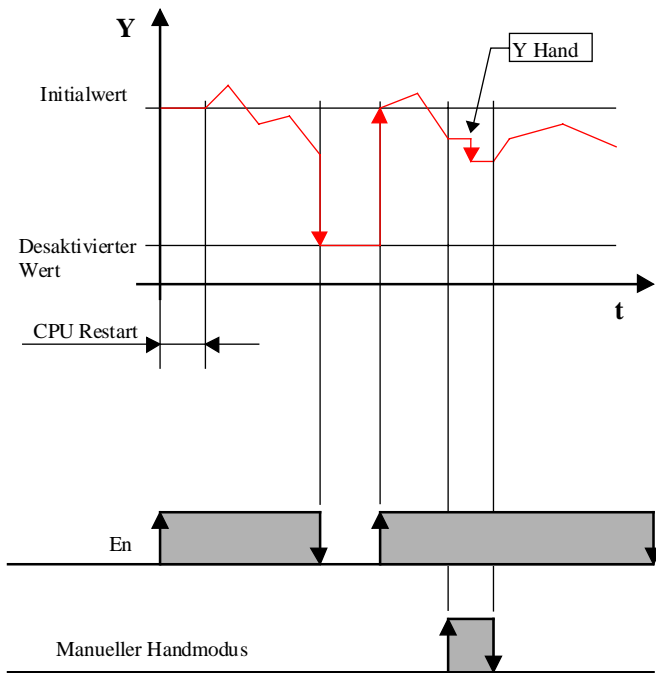 Y
Y Hand
Initialwert
Desaktivierter
Wert
t
CPU Restart
En
Manueller Handmodus